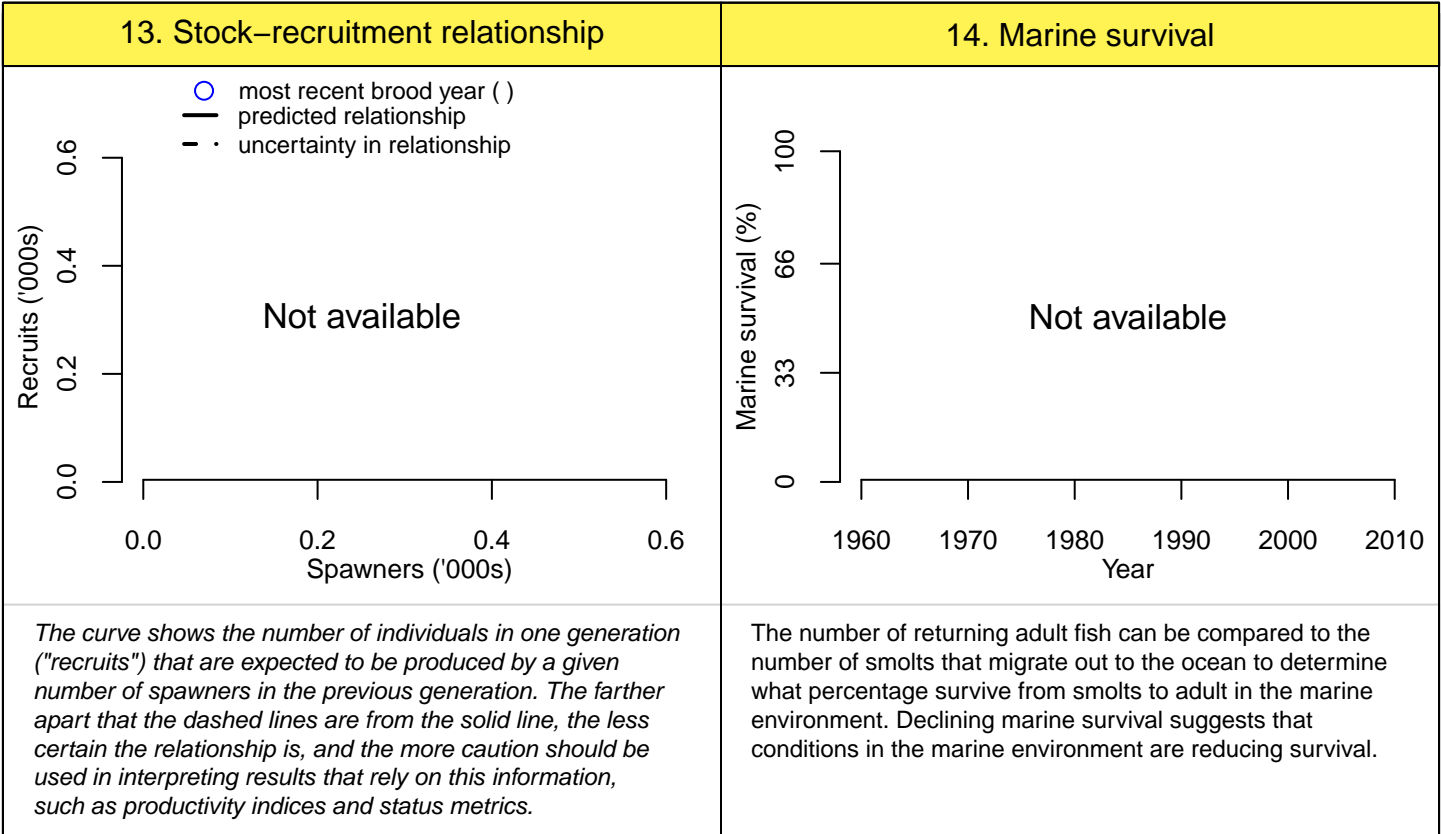 13. Stock−recruitment relationship
most recent brood year ( )
predicted relationship
uncertainty in relationship
Recruits ('000s)
0.6
0.4
0.2
0.0
Not available
0.0 0.2 0.4 0.6
Spawners ('000s)
The curve shows the number of individuals in one generation
("recruits") that are expected to be produced by a given
number of spawners in the previous generation. The farther
apart that the dashed lines are from the solid line, the less
certain the relationship is, and the more caution should be
used in interpreting results that rely on this information,
such as productivity indices and status metrics.
14. Marine survival
Marine survival (%)
100
66
33
0
Not available
1960 1970 1980 1990 2000 2010
Year
The number of returning adult fish can be compared to the
number of smolts that migrate out to the ocean to determine
what percentage survive from smolts to adult in the marine
environment. Declining marine survival suggests that
conditions in the marine environment are reducing survival.